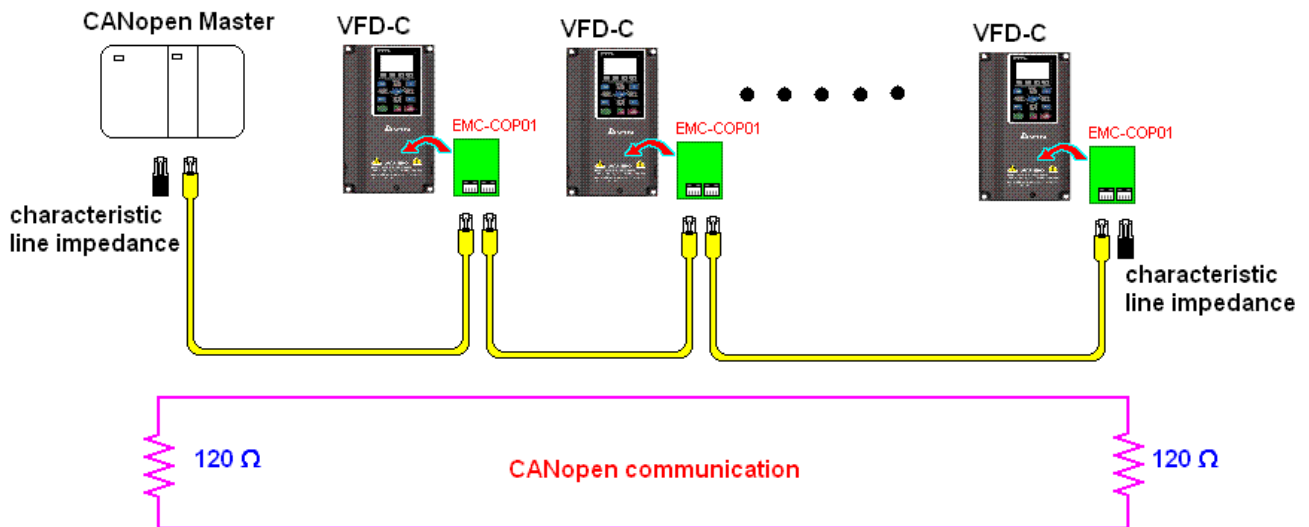 CANopen Master
VFD-C
VFD-C
VFD-C
EMC-COP01
EMC-COP01
EMC-COP01
characteristic
line impedance
characteristic
line impedance
120 Ω
CANopen communication
120 Ω